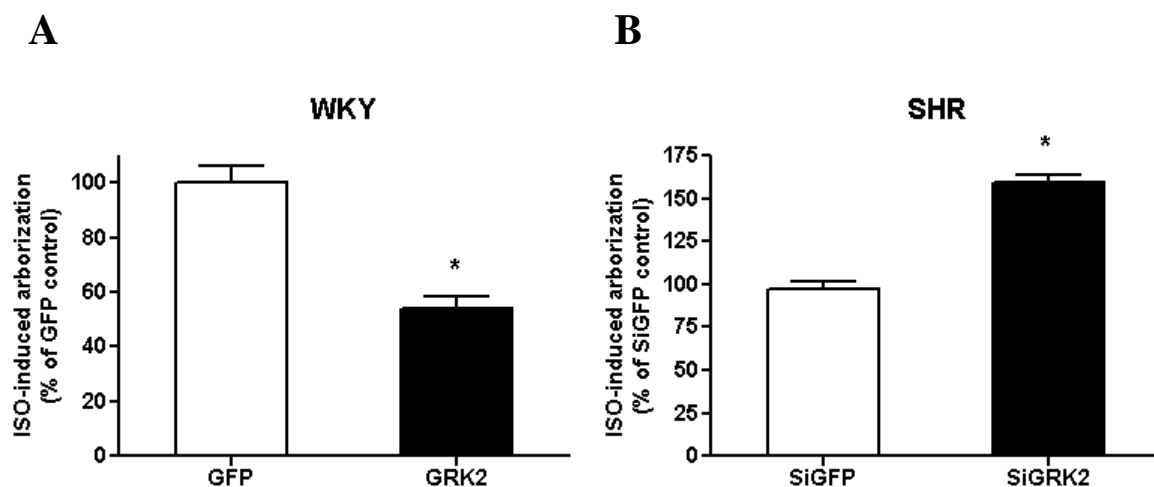 A
WKY
ISO-induced arborization
(% of GFP control)
100
80
60
40
20
0
*
GFP
GRK2
B
SHR
ISO-induced arborization
(% of SiGFP control)
175
150
125
100
75
50
25
0
*
SiGFP
SiGRK2